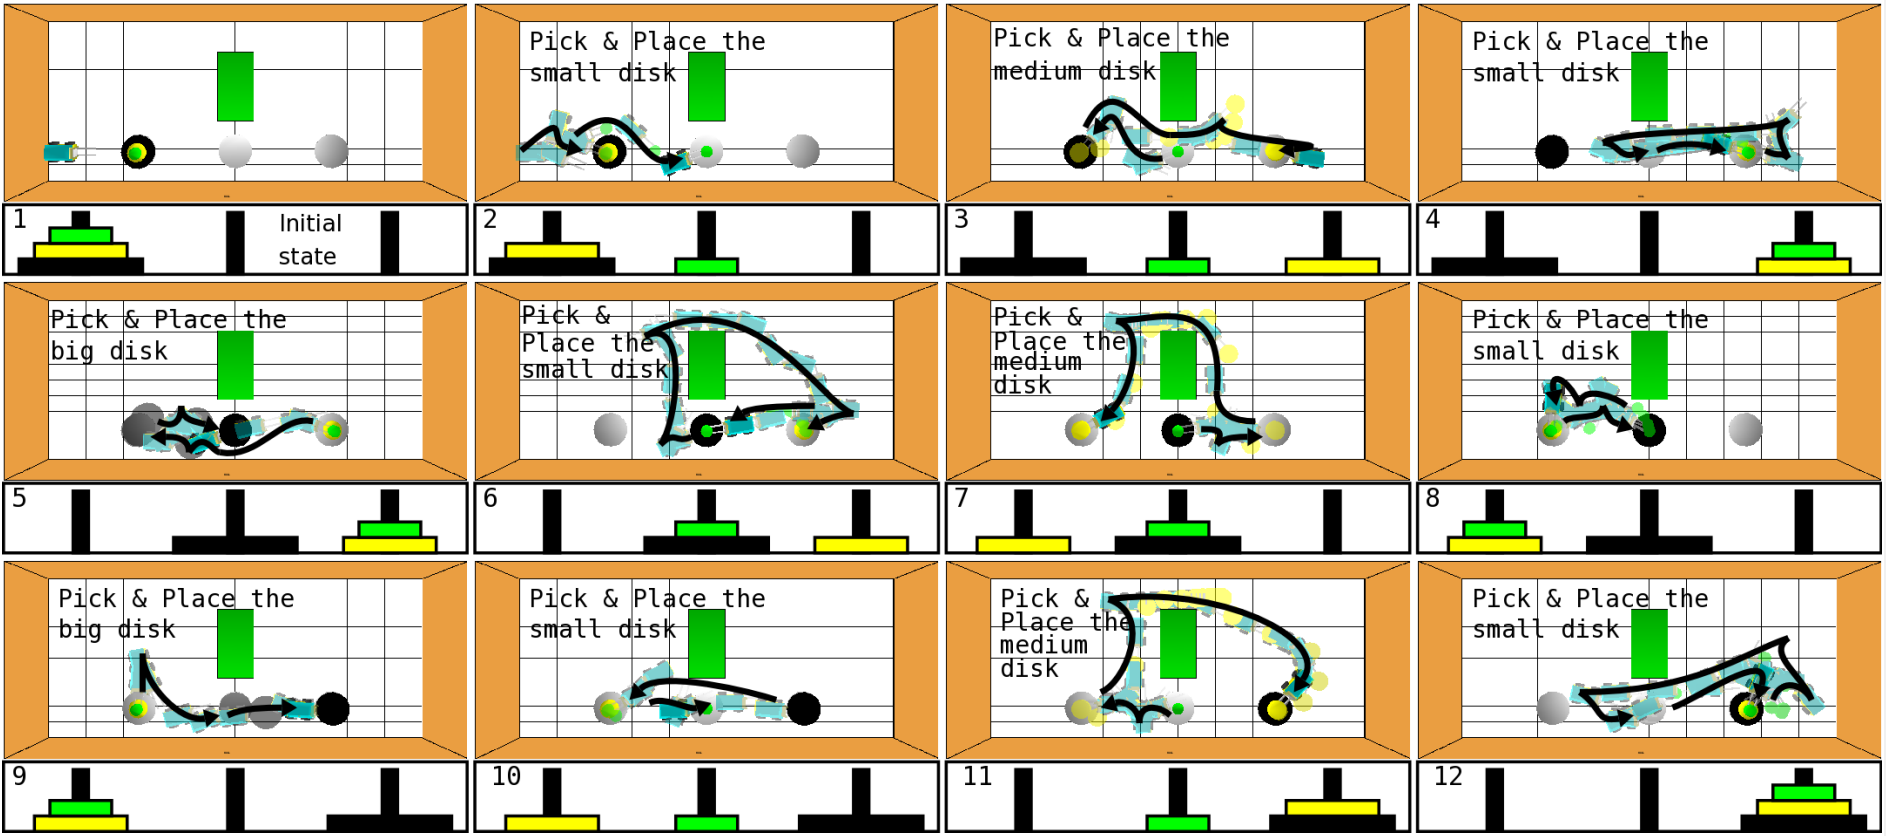 1
Initial
state
Pick & Place the
small disk
2
Pick & Place the
medium disk
3
Pick & Place the
small disk
4
Pick & Place the
big disk
5
Pick &
Place the
small disk
6
Pick &
Place the
medium
disk
7
Pick & Place the
small disk
8
Pick & Place the
big disk
9
Pick & Place the
small disk
10
Pick &
Place the
medium
disk
11
Pick & Place the
small disk
12